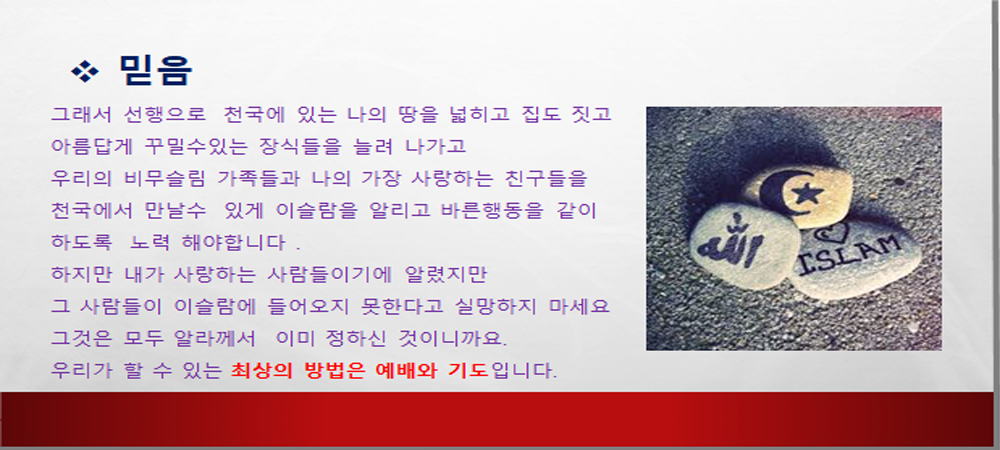 ❖ 믿음
그래서 선행으로 천국에 있는 나의 땅을 넓히고 집도 짓고
아름답게 꾸밀수있는 장식들을 늘려 나가고
우리의 비무슬림 가족들과 나의 가장 사랑하는 친구들을
천국에서 만날수 있게 이슬람을 알리고 바른행동을 같이
하도록 노력 해야합니다 .
하지만 내가 사랑하는 사람들이기에 알렸지만
그 사람들이 이슬람에 들어오지 못한다고 실망하지 마세요
그것은 모두 알라께서 이미 정하신 것이니까요.
우리가 할 수 있는 최상의 방법은 예배와 기도입니다.
الله
ISLAM